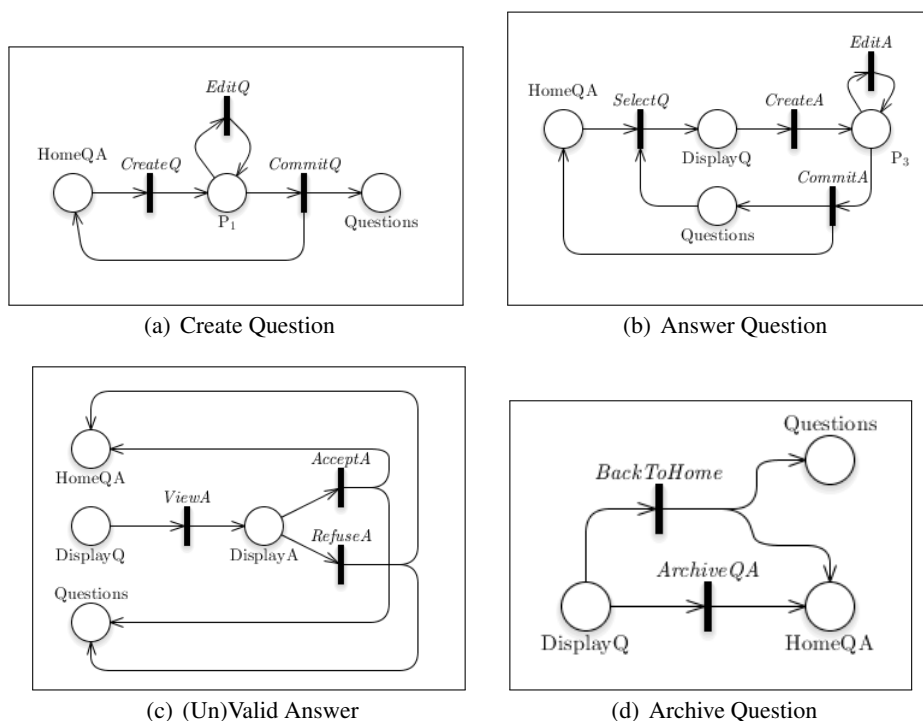 EditQ
HomeQA
CreateQ
CommitQ
P1
Questions
(a) Create Question
EditA
HomeQA
SelectQ
CreateA
DisplayQ
P3
CommitA
Questions
(b) Answer Question
HomeQA
AcceptA
ViewA
DisplayQ
DisplayA
RefuseA
Questions
(c) (Un)Valid Answer
Questions
BackToHome
ArchiveQA
DisplayQ
HomeQA
(d) Archive Question